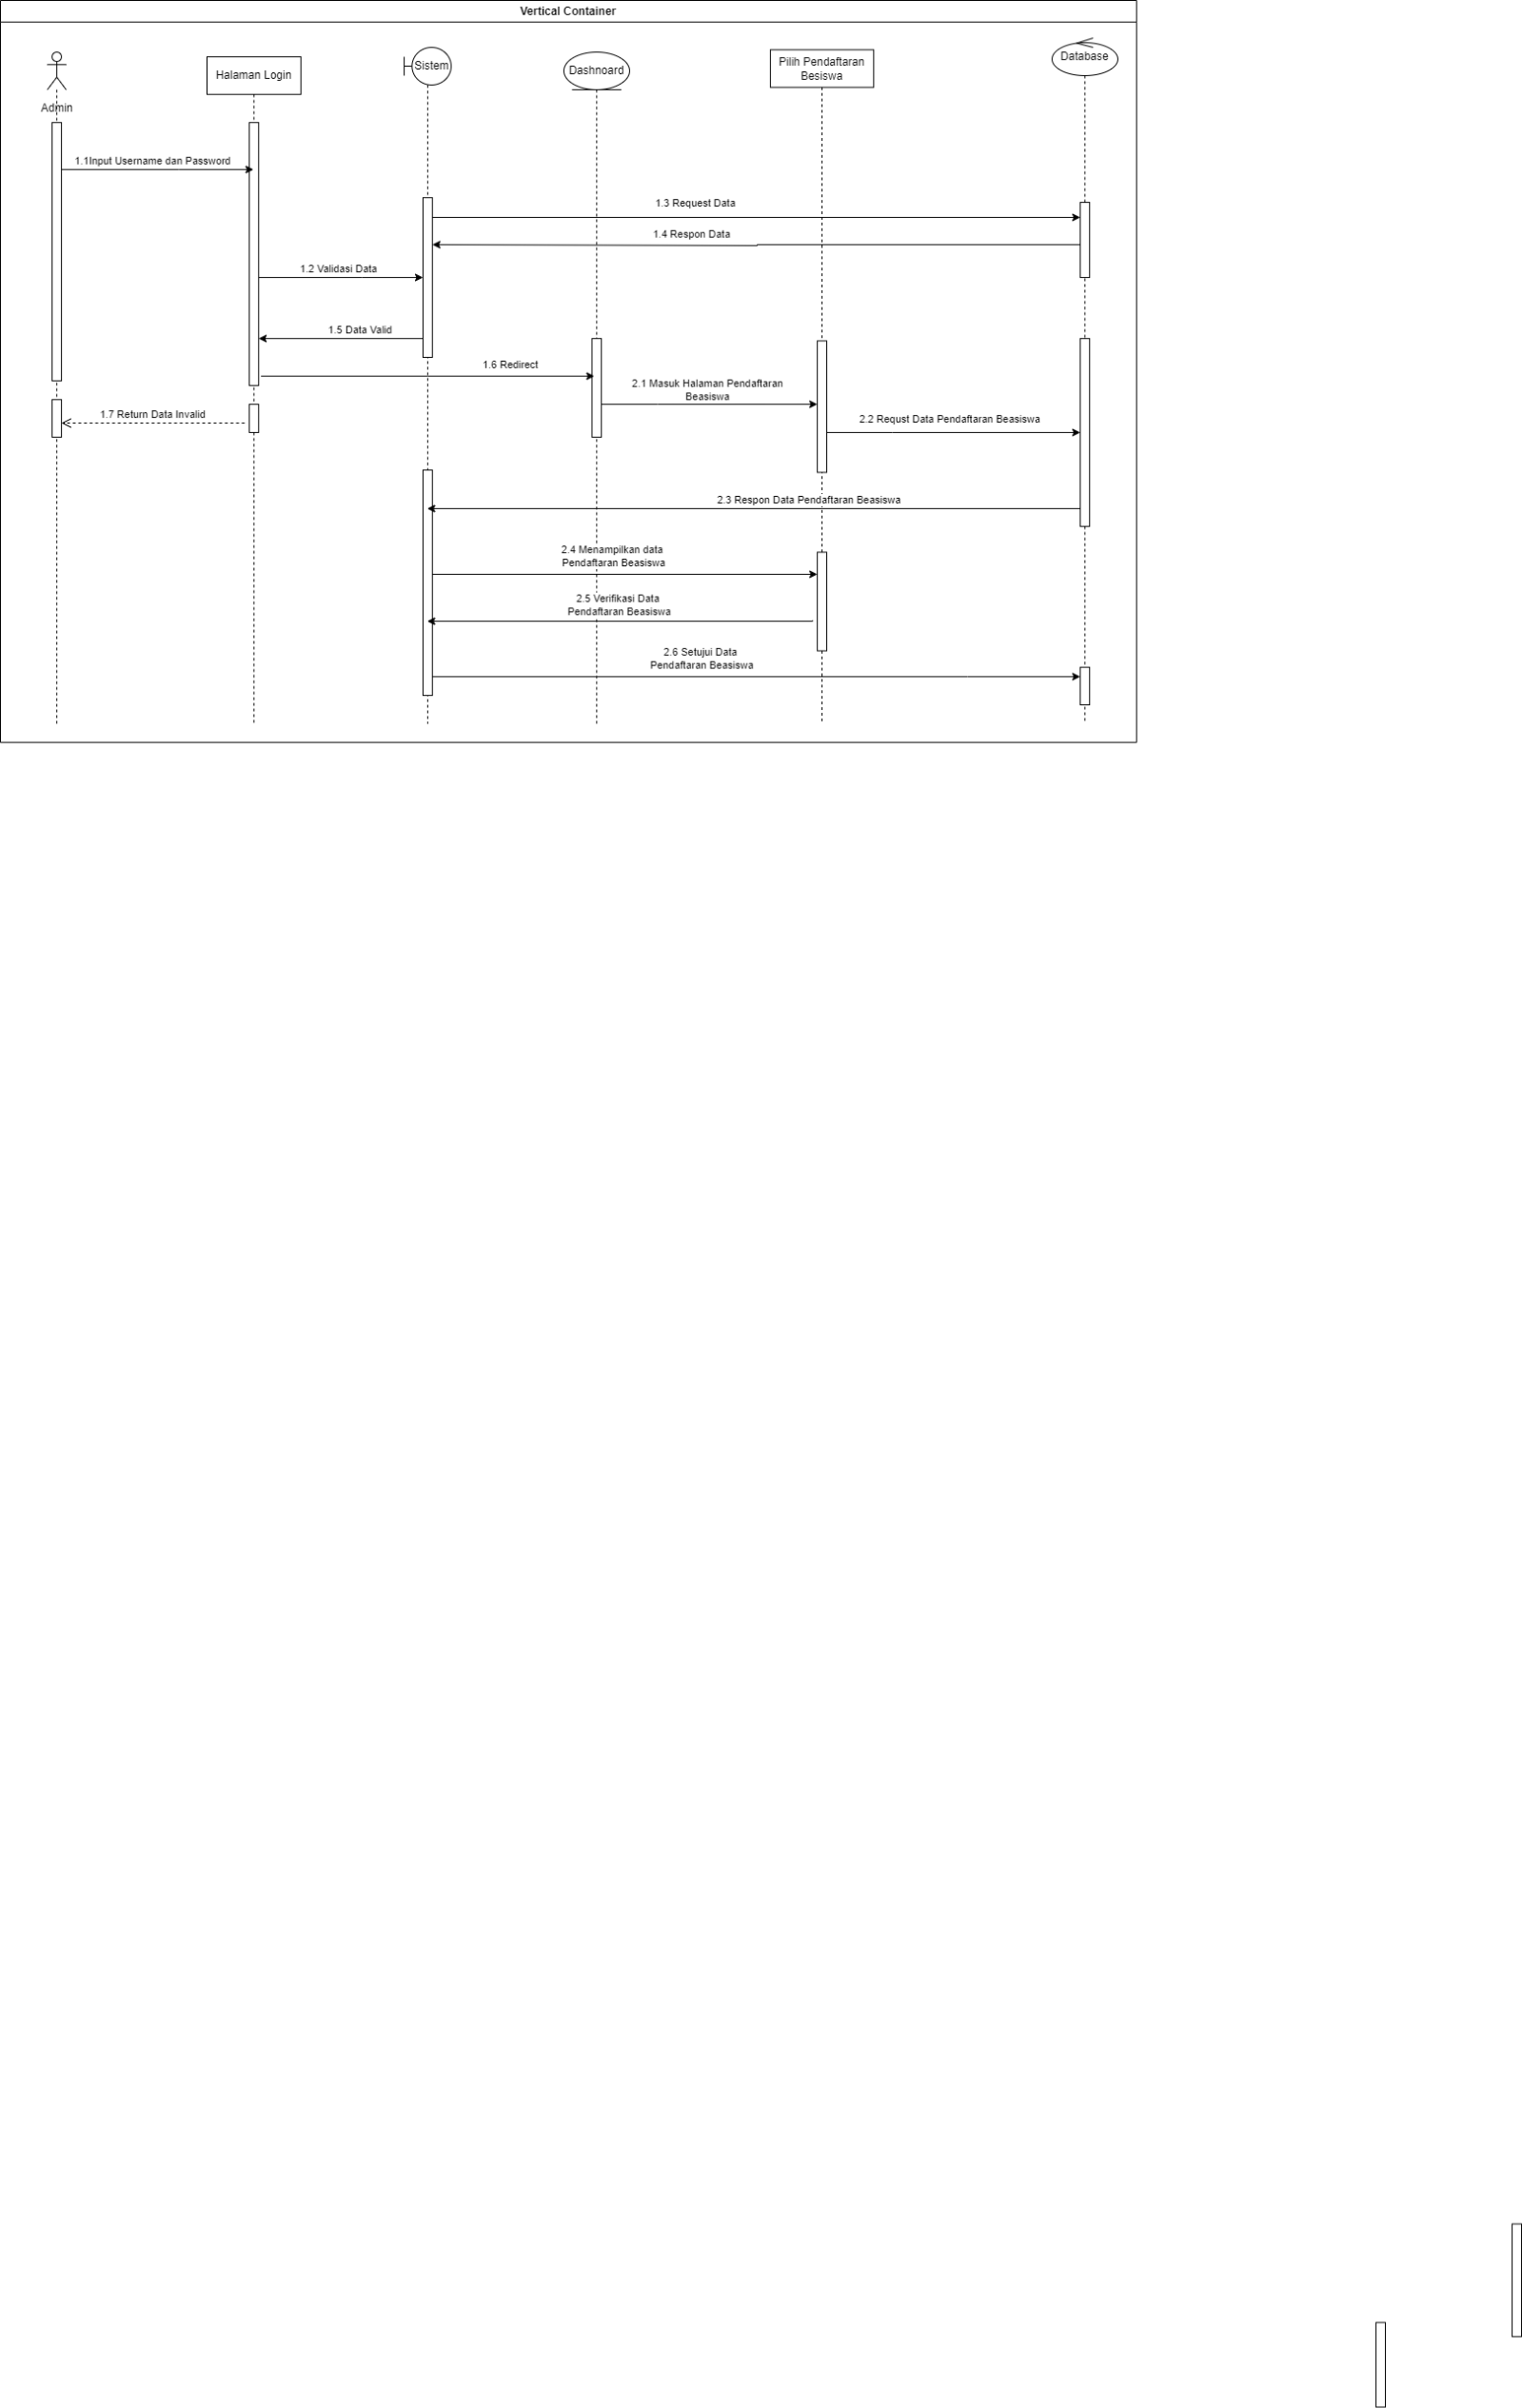 Vertical Container
Admin
Halaman Login
Sistem
Dashnoard
Pilih Pendaftaran
Besiswa
Database
1.1Input Username dan Password
1.3 Request Data
1.4 Respon Data
1.2 Validasi Data
1.5 Data Valid
1.6 Redirect
2.1 Masuk Halaman Pendaftaran
Beasiswa
1.7 Return Data Invalid
2.2 Requst Data Pendaftaran Beasiswa
2.3 Respon Data Pendaftaran Beasiswa
2.4 Menampilkan data
Pendaftaran Beasiswa
2.5 Verifikasi Data
Pendaftaran Beasiswa
2.6 Setujui Data
Pendaftaran Beasiswa